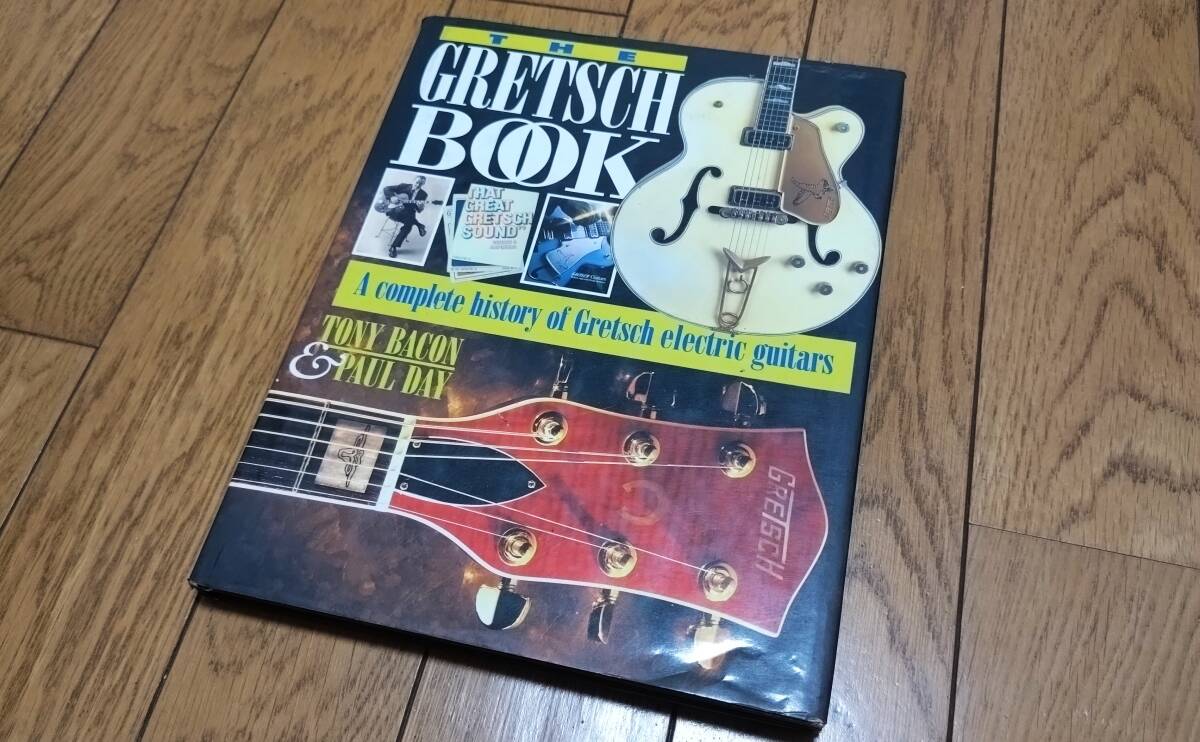 THE
GRETSCH
BOOK
THAT
GREAT
GRETSCH
SOUND
A complete history of Gretsch electric guitars
TONY BACON
& PAUL DAY
GRETSCH